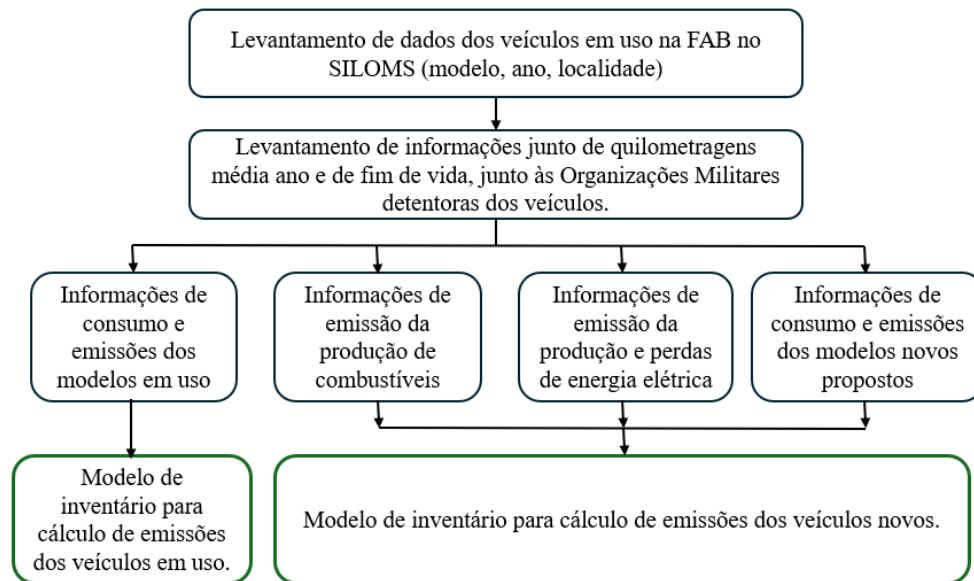 Levantamento de dados dos veículos em uso na FAB no
SILOMS (modelo, ano, localidade)
Levantamento de informações junto de quilometragens
média ano e de fim de vida, junto às Organizações Militares
detentoras dos veículos.
Informações de
consumo e
emissões dos
modelos em uso
Informações de
emissão da
produção de
combustíveis
Informações de
emissão da
produção e perdas
de energia elétrica
Informações de
consumo e emissões
dos modelos novos
propostos
Modelo de
inventário para
cálculo de emissões
dos veículos em uso.
Modelo de inventário para cálculo de emissões dos veículos novos.